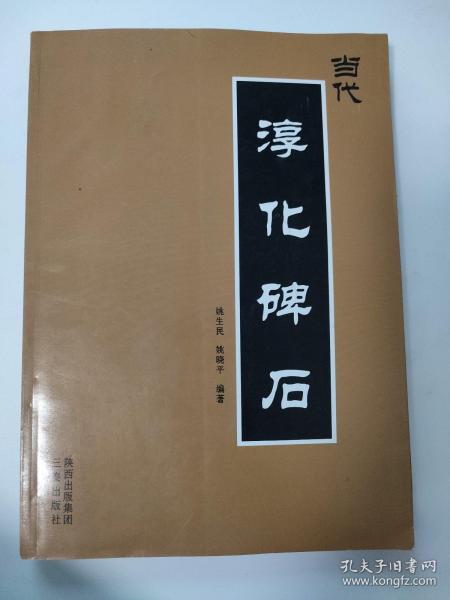 当代
淳化碑石
姚生民 姚晓平 编著
陕西出版集团
三秦出版社
孔夫子旧书网
www.kongfz.com